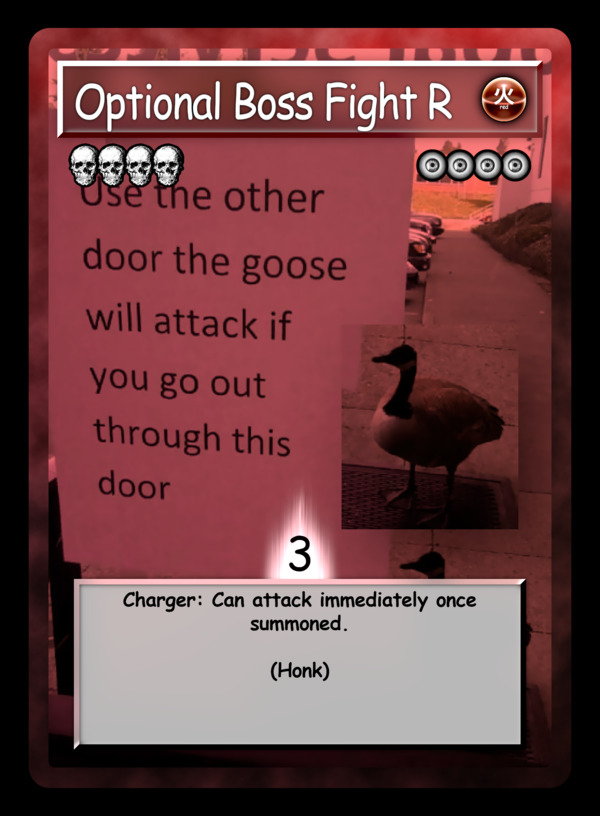 Optional Boss Fight R
火
red
Use the other
door the goose
will attack if
you go out
through this
door
3
Charger: Can attack immediately once
summoned.
(Honk)